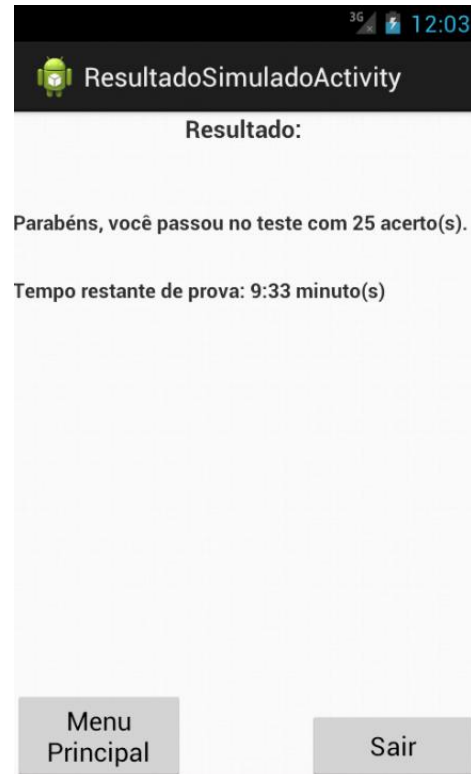 3G 12:03
ResultadoSimuladoActivity
Resultado:
Parabéns, você passou no teste com 25 acerto(s).
Tempo restante de prova: 9:33 minuto(s)
Menu
Principal
Sair